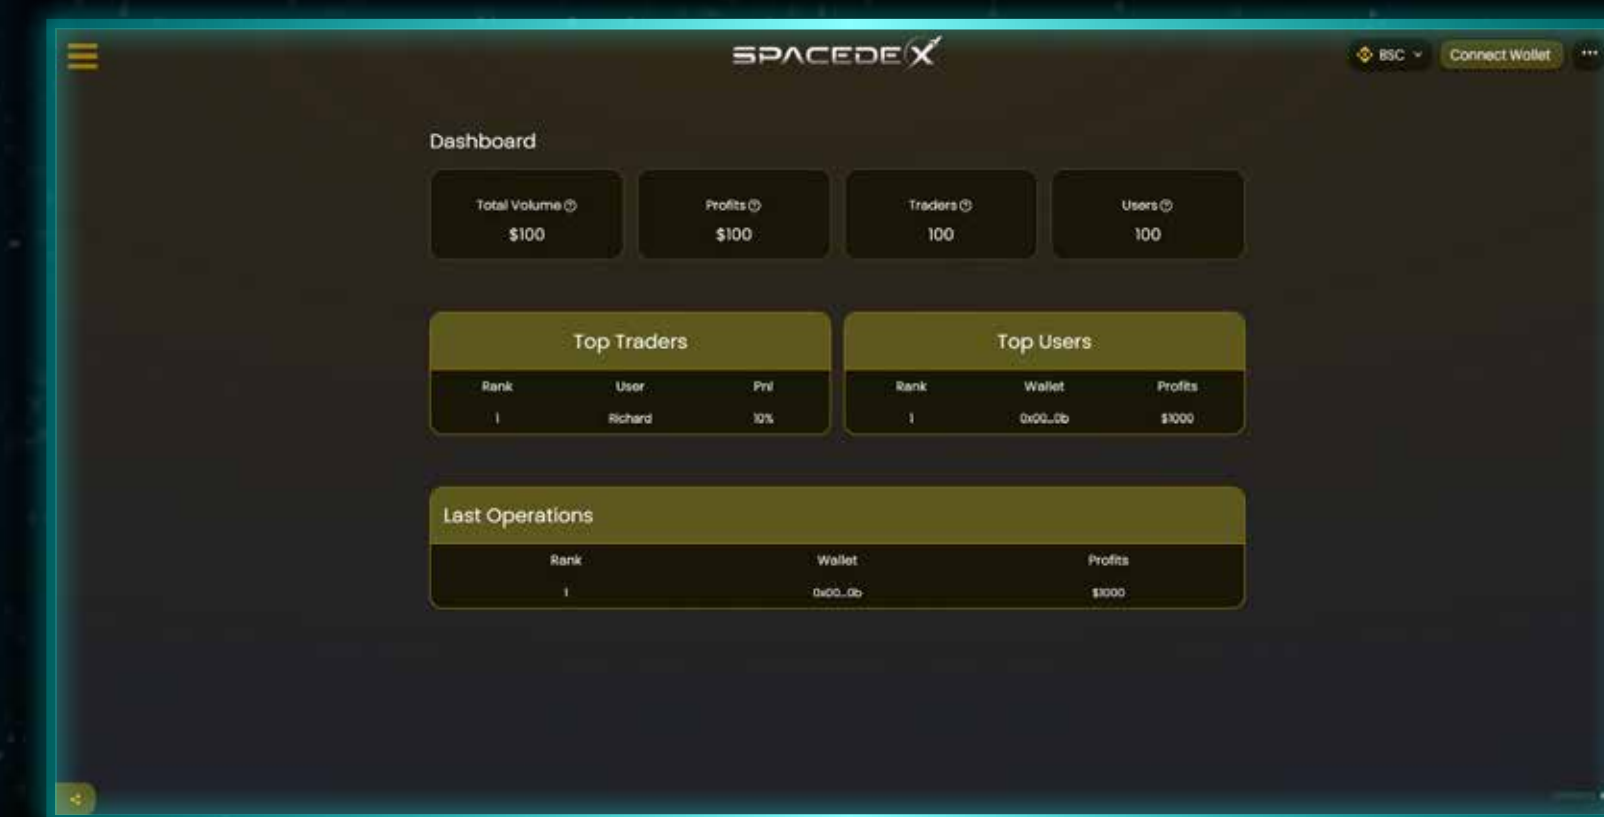 SPACEDEX
BSC
Connect Wallet
Dashboard
Total Volume Profits Traders Users
$100 $100 100 100
Top Traders Top Users
Rank User Pnl Rank Wallet Profits
1 Richard 10% 1 0x00...0b $1000
Last Operations
Rank Wallet Profits
1 0x00...0b $1000